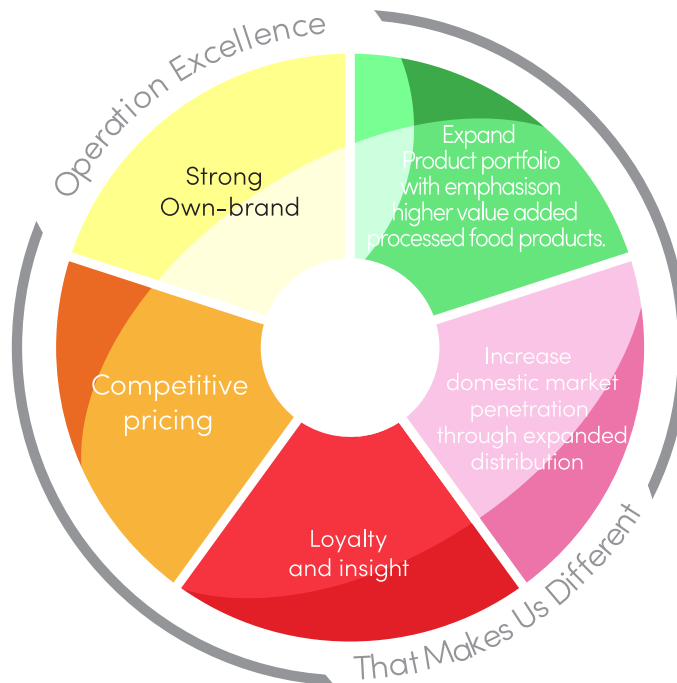 Operation Excellence
Strong
Own-brand
Expand
Product portfolio
with emphasison
higher value added
processed food products.
Competitive
pricing
Increase
domestic market
penetration
through expanded
distribution
Loyalty
and insight
That Makes Us Different